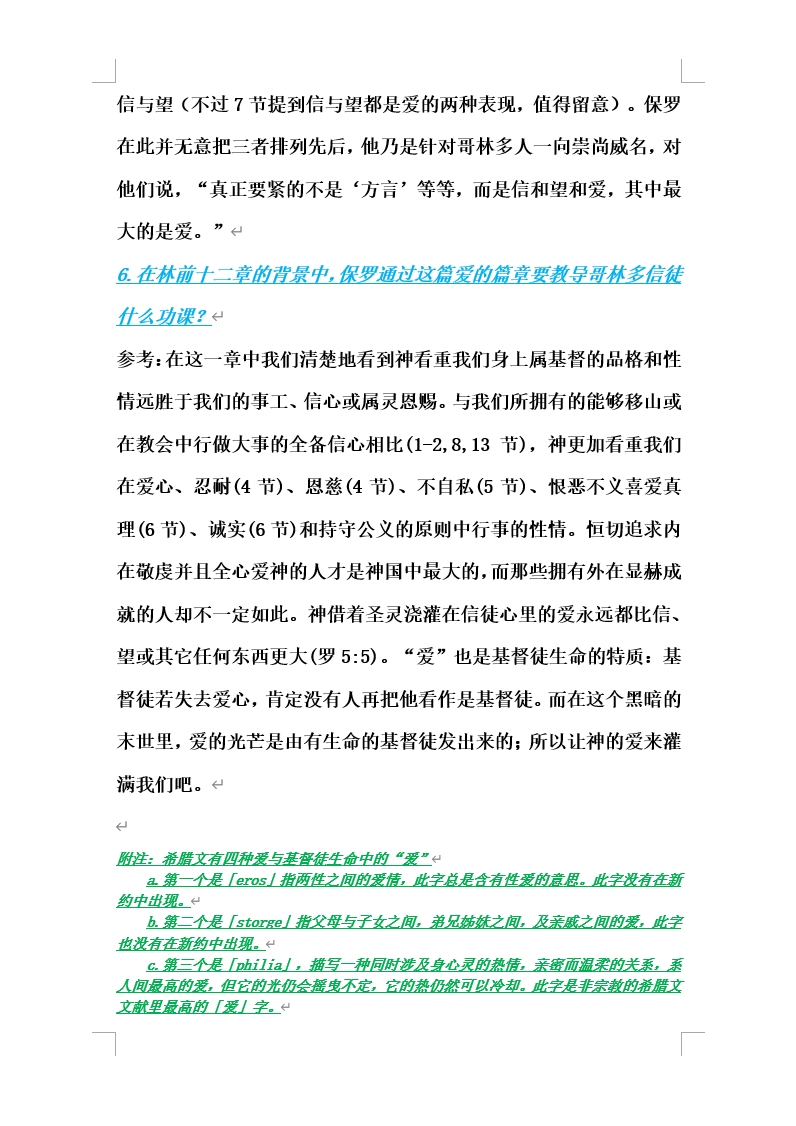 信与望（不过 7 节提到信与望都是爱的两种表现，值得留意）。保罗
在此并无意把三者排列先后，他乃是针对哥林多人一向崇尚威名，对
他们说，“真正要紧的不是‘方言’等等，而是信和望和爱，其中最
大的是爱。”
6.在林前十二章的背景中，保罗通过这篇爱的篇章要教导哥林多信徒
什么功课？
参考：在这一章中我们清楚地看到神看重我们身上属基督的品格和性
情远胜于我们的事工、信心或属灵恩赐。与我们所拥有的能够移山或
在教会中行做大事的全备信心相比(1-2,8,13 节)，神更加看重我们
在爱心、忍耐(4 节)、恩慈(4 节)、不自私(5 节)、恨恶不义喜爱真
理(6 节)、诚实(6 节)和持守公义的原则中行事的性情。恒切追求内
在敬虔并且全心爱神的人才是神国中最大的，而那些拥有外在显赫成
就的人却不一定如此。神借着圣灵浇灌在信徒心里的爱永远都比信、
望或其它任何东西更大(罗 5:5)。“爱”也是基督徒生命的特质：基
督徒若失去爱心，肯定没有人再把他看作是基督徒。而在这个黑暗的
末世里，爱的光芒是由有生命的基督徒发出来的；所以让神的爱来灌
满我们吧。
附注：希腊文有四种爱与基督徒生命中的“爱”
a.第一个是「eros」指两性之间的爱情，此字总是含有性爱的意思。此字没有在新
约中出现。
b.第二个是「storge」指父母与子女之间，弟兄姊妹之间，及亲戚之间的爱，此字
也没有在新约中出现。
c.第三个是「philia」，描写一种同时涉及身心灵的热情，亲密而温柔的关系，系
人间最高的爱，但它的光仍会摇曳不定，它的热仍然可以冷却。此字是非宗教的希腊文
文献里最高的「爱」字。